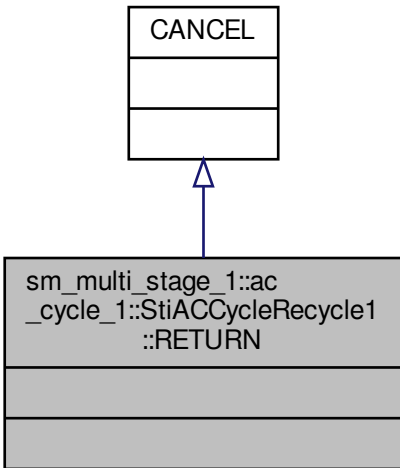 CANCEL
sm_multi_stage_1::ac
_cycle_1::StiACCycleRecycle1
::RETURN